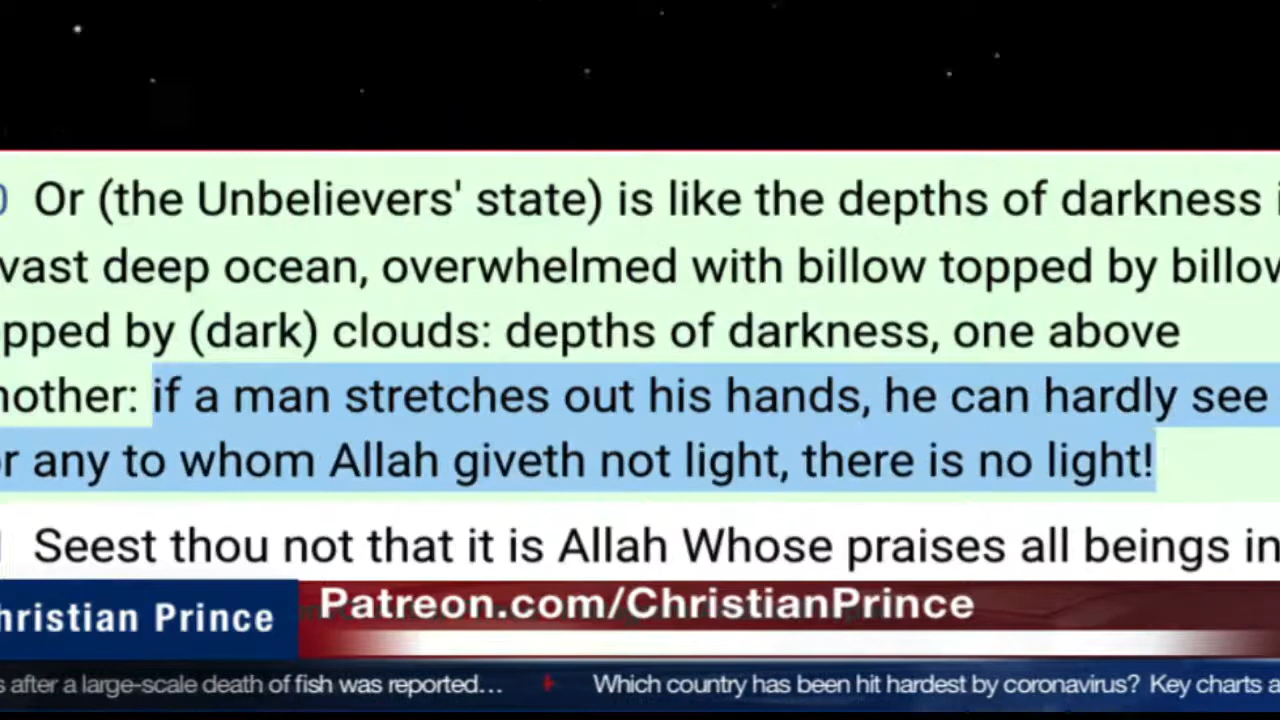 Or (the Unbelievers' state) is like the depths of darkness
vast deep ocean, overwhelmed with billow topped by billow
pped by (dark) clouds: depths of darkness, one above
nother: if a man stretches out his hands, he can hardly see
r any to whom Allah giveth not light, there is no light!
Seest thou not that it is Allah Whose praises all beings in
hristian Prince
Patreon.com/ChristianPrince
s after a large-scale death of fish was reported... Which country has been hit hardest by coronavirus? Key charts a